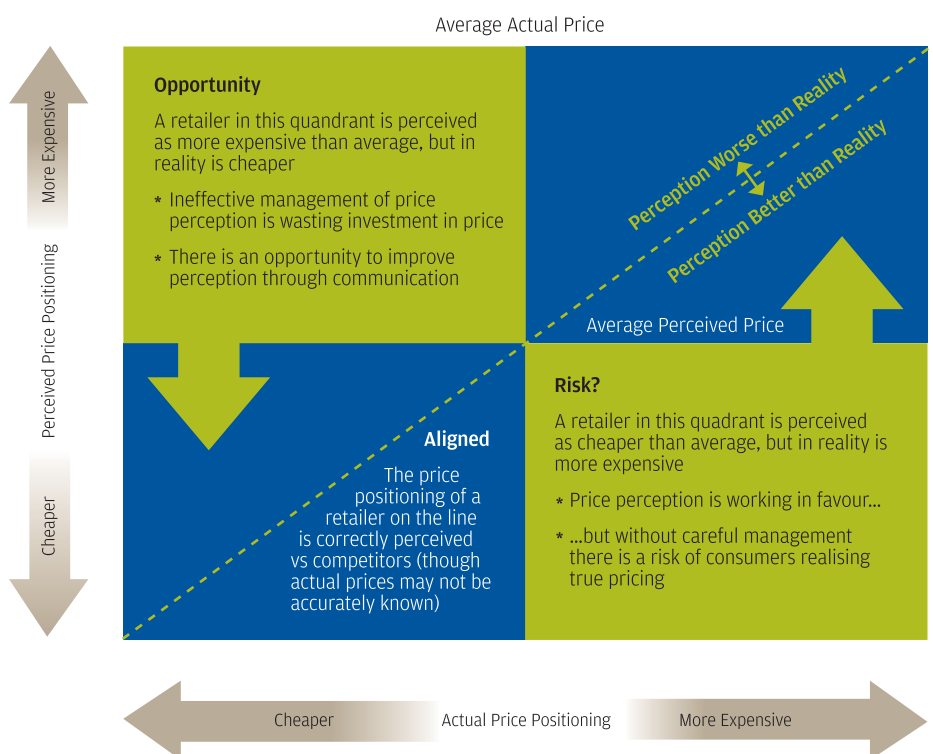 Average Actual Price
More Expensive
Perceived Price Positioning
Cheaper
Opportunity
A retailer in this quandrant is perceived
as more expensive than average, but in
reality is cheaper
* Ineffective management of price
perception is wasting investment in price
* There is an opportunity to improve
perception through communication
Perception Worse than Reality
Perception Better than Reality
Average Perceived Price
Aligned
The price
positioning of a
retailer on the line
is correctly perceived
vs competitors (though
actual prices may not be
accurately known)
Risk?
A retailer in this quadrant is perceived
as cheaper than average, but in reality is
more expensive
* Price perception is working in favour...
* ...but without careful management
there is a risk of consumers realising
true pricing
Cheaper
Actual Price Positioning
More Expensive